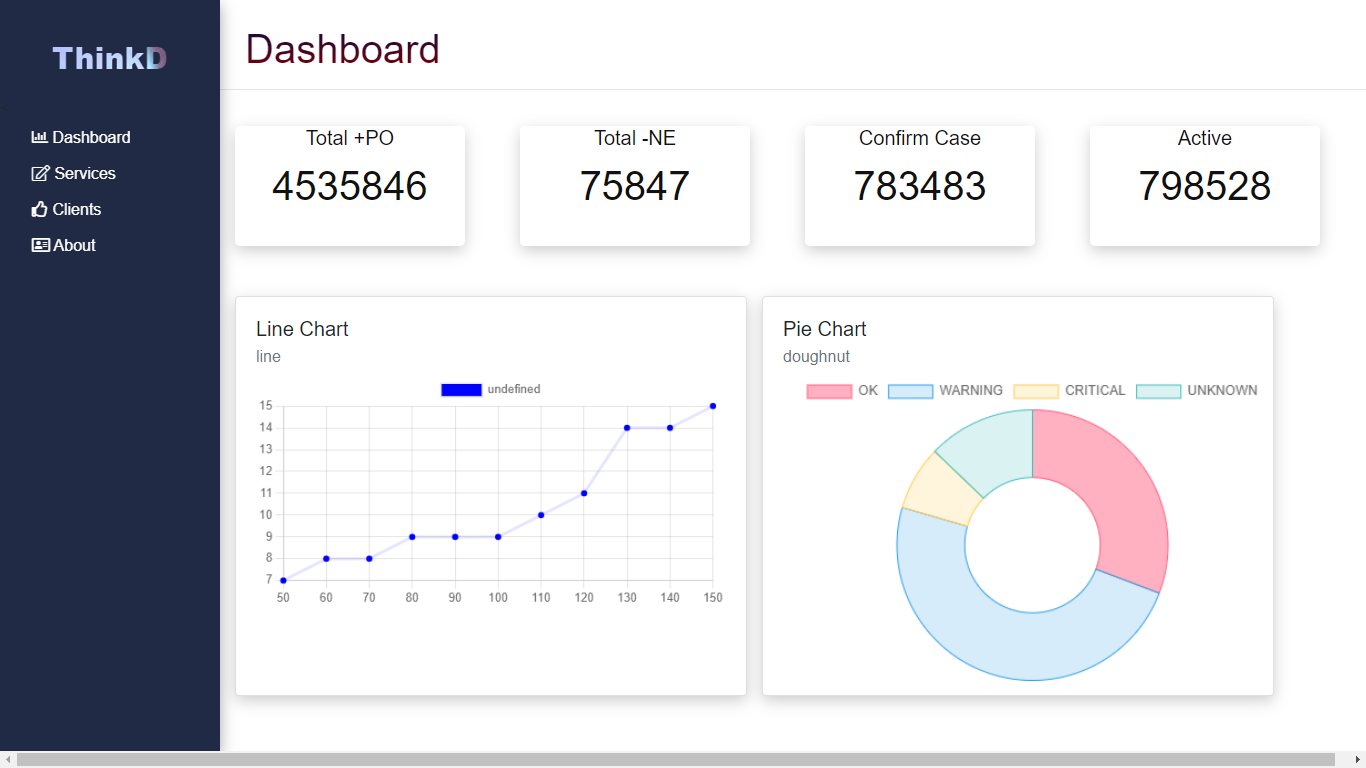 ThinkD
Dashboard
Services
Clients
About
Dashboard
Total +PO
4535846
Total -NE
75847
Confirm Case
783483
Active
798528
Line Chart
line
undefined
15
14
13
12
11
10
9
8
7
50 60 70 80 90 100 110 120 130 140 150
Pie Chart
doughnut
OK WARNING CRITICAL UNKNOWN